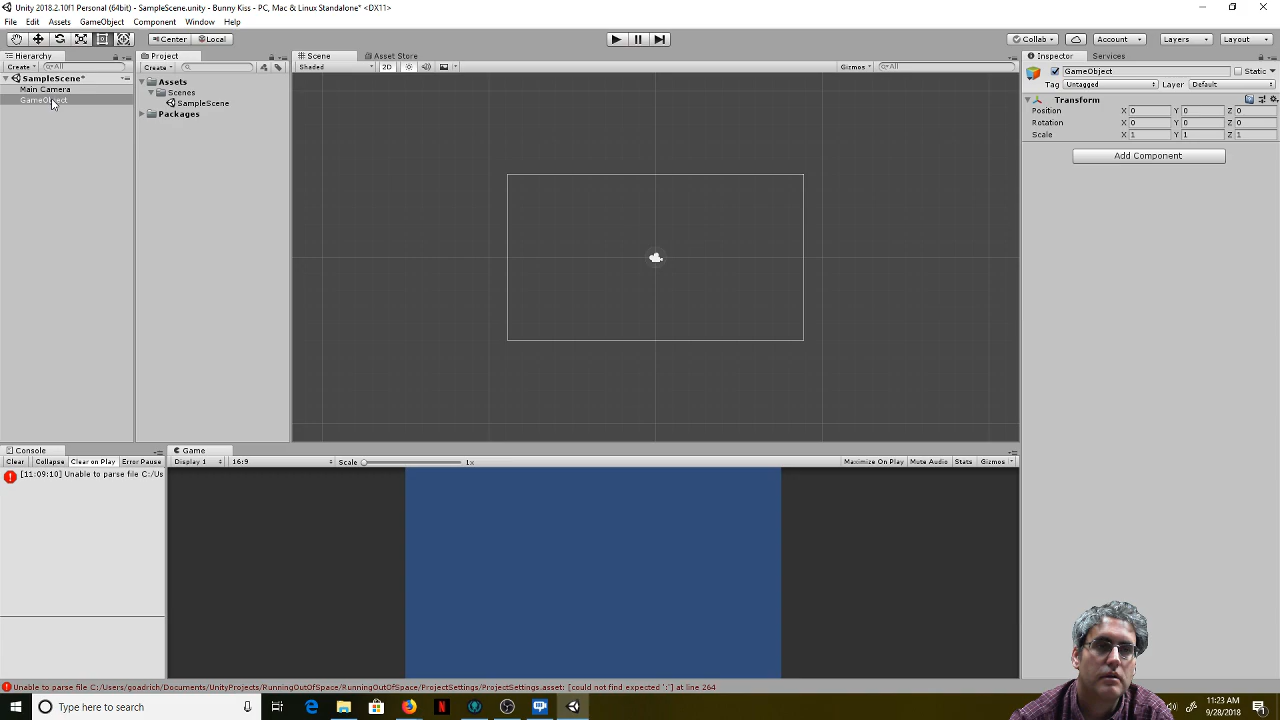 Unity 2018.2.10f1 Personal (64bit) - SampleScene.unity - Bunny Kiss - PC, Mac & Linux Standalone* <DX11>
File Edit Assets GameObject Component Window Help
Center Local Collab Account Layers Layout
Hierarchy Project Scene Asset Store Inspector Services
Create All Create Shaded 2D Gizmos All
GameObject Static
SampleScene* Assets
Tag Untagged Layer Default
Main Camera Scenes
GameObject SampleScene Transform
Packages Position X 0 Y 0 Z 0
Rotation X 0 Y 0 Z 0
Scale X 1 Y 1 Z 1
Add Component
Console Game
Clear Collapse Clear on Play Error Pause Display 1 16:9 Scale 1x Maximize On Play Mute Audio Stats Gizmos
[11:09:10] Unable to parse file C:/Us
Unable to parse file C:/Users/goadrich/Documents/UnityProjects/RunningOutOfSpace/RunningOutOfSpace/ProjectSettings/ProjectSettings.asset: [could not find expected ':'] at line 264
Type here to search
11:23 AM
9/28/2018